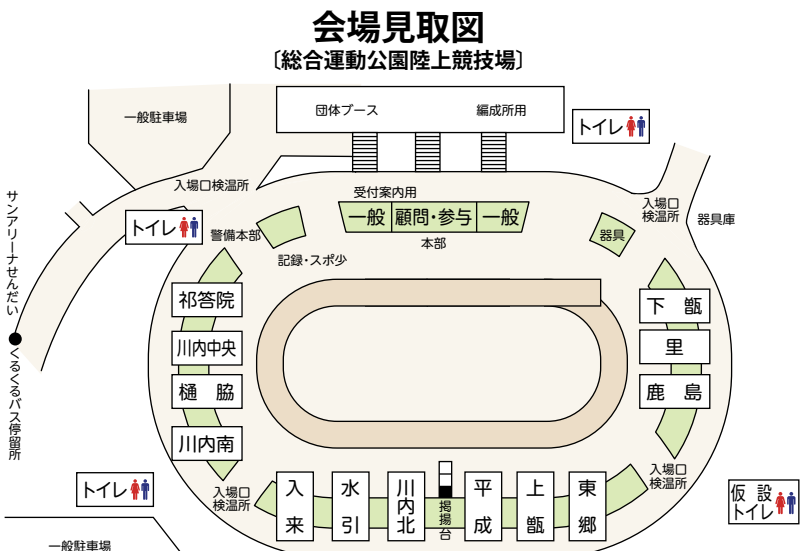 会場見取図
〔総合運動公園陸上競技場〕
一般駐車場
団体ブース
編成所用
トイレ
入場口検温所
受付案内用
一般
顧問・参与
一般
本部
入場口
検温所
器具庫
サンアリーナせんだい
トイレ
警備本部
記録・スポ少
器具
祁答院
川内中央
樋脇
川内南
下甑
里
鹿島
くるくるバス停留所
トイレ
入場口
検温所
入来
水引
川内北
掲揚台
平成
上甑
東郷
入場口
検温所
仮設
トイレ
一般駐車場